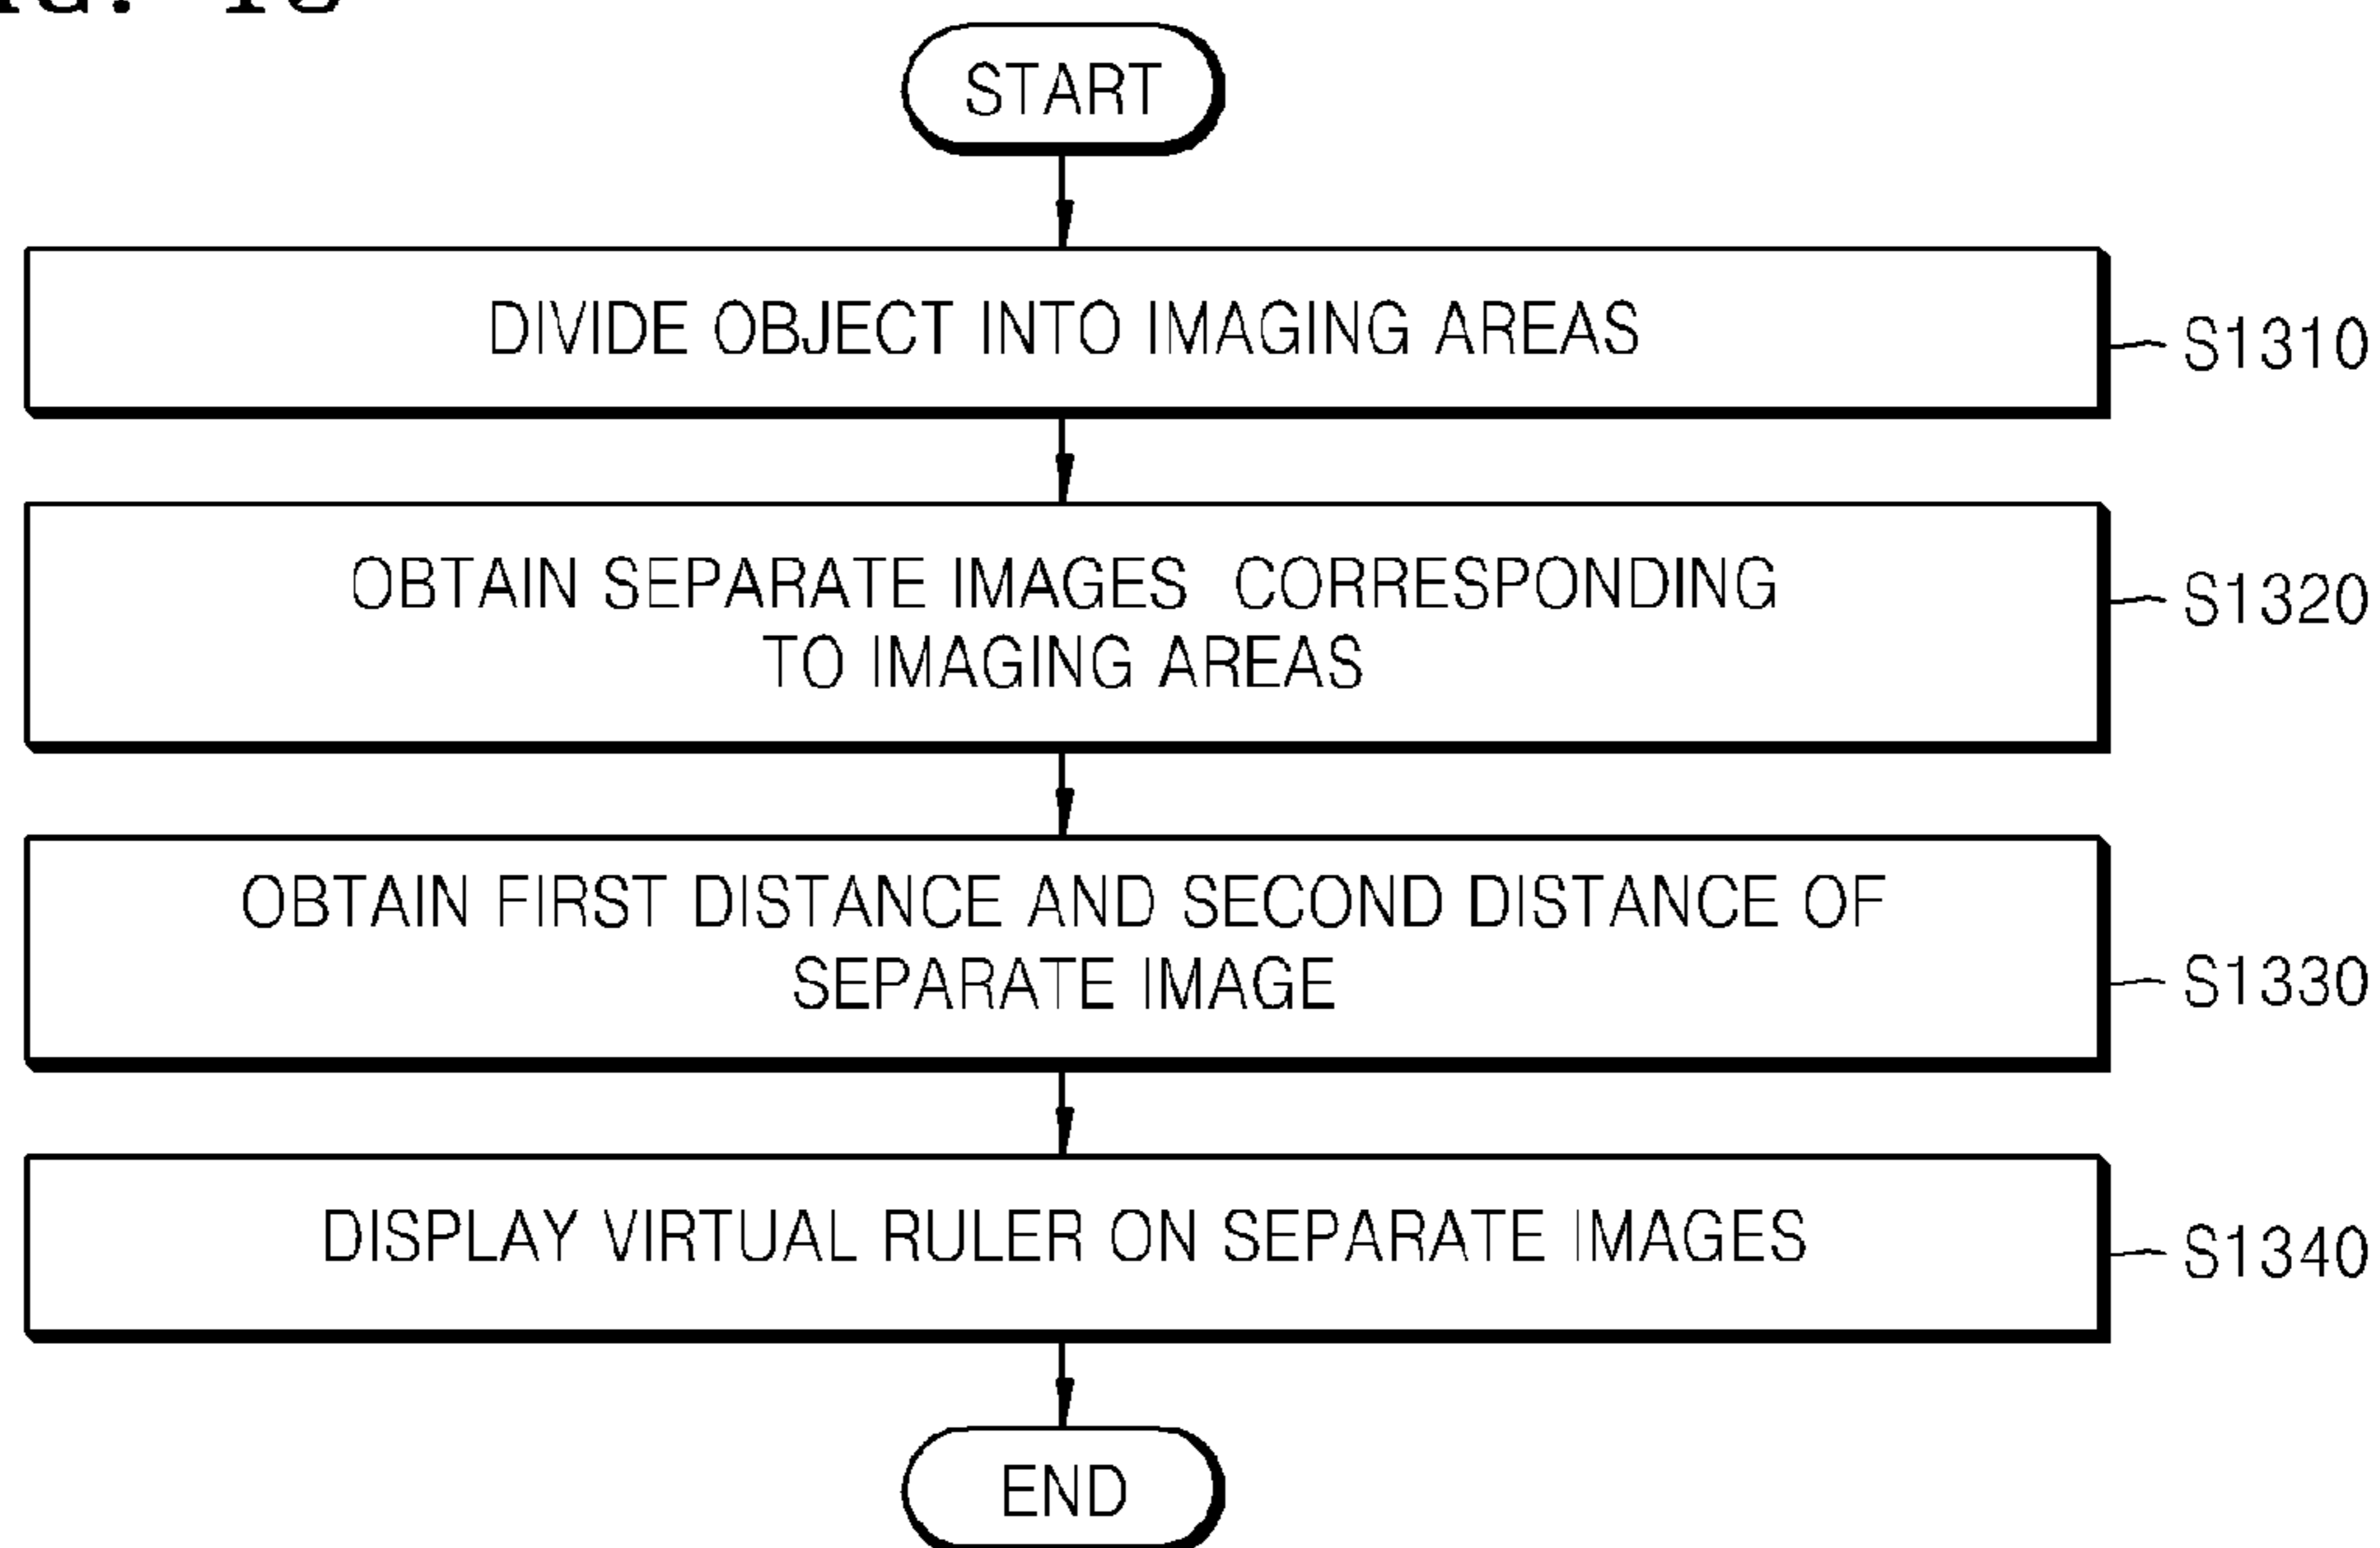 START
DIVIDE OBJECT INTO IMAGING AREAS
S1310
OBTAIN SEPARATE IMAGES CORRESPONDING
TO IMAGING AREAS
S1320
OBTAIN FIRST DISTANCE AND SECOND DISTANCE OF
SEPARATE IMAGE
S1330
DISPLAY VIRTUAL RULER ON SEPARATE IMAGES
S1340
END